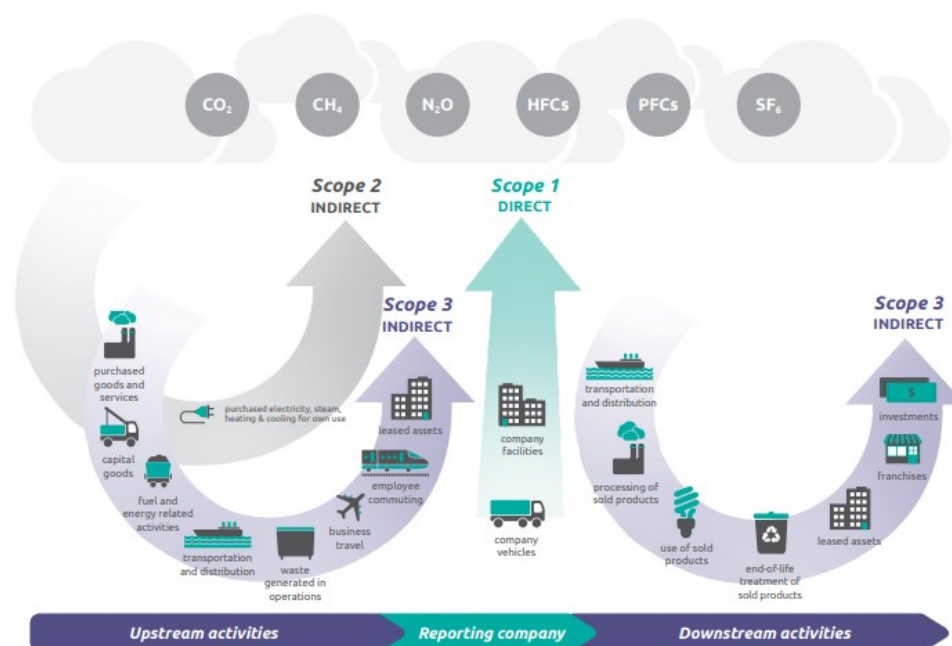 CO₂
CH₄
N₂O
HFCs
PFCs
SF₆
Scope 2
INDIRECT
Scope 1
DIRECT
Scope 3
INDIRECT
Scope 3
INDIRECT
purchased
goods and
services
capital
goods
fuel and
energy related
activities
transportation
and distribution
waste
generated in
operations
business
travel
employee
commuting
leased assets
purchased electricity, steam,
heating & cooling for own use
company
facilities
company
vehicles
transportation
and distribution
processing of
sold products
use of sold
products
end-of-life
treatment of
sold products
leased assets
franchises
investments
$
Upstream activities
Reporting company
Downstream activities